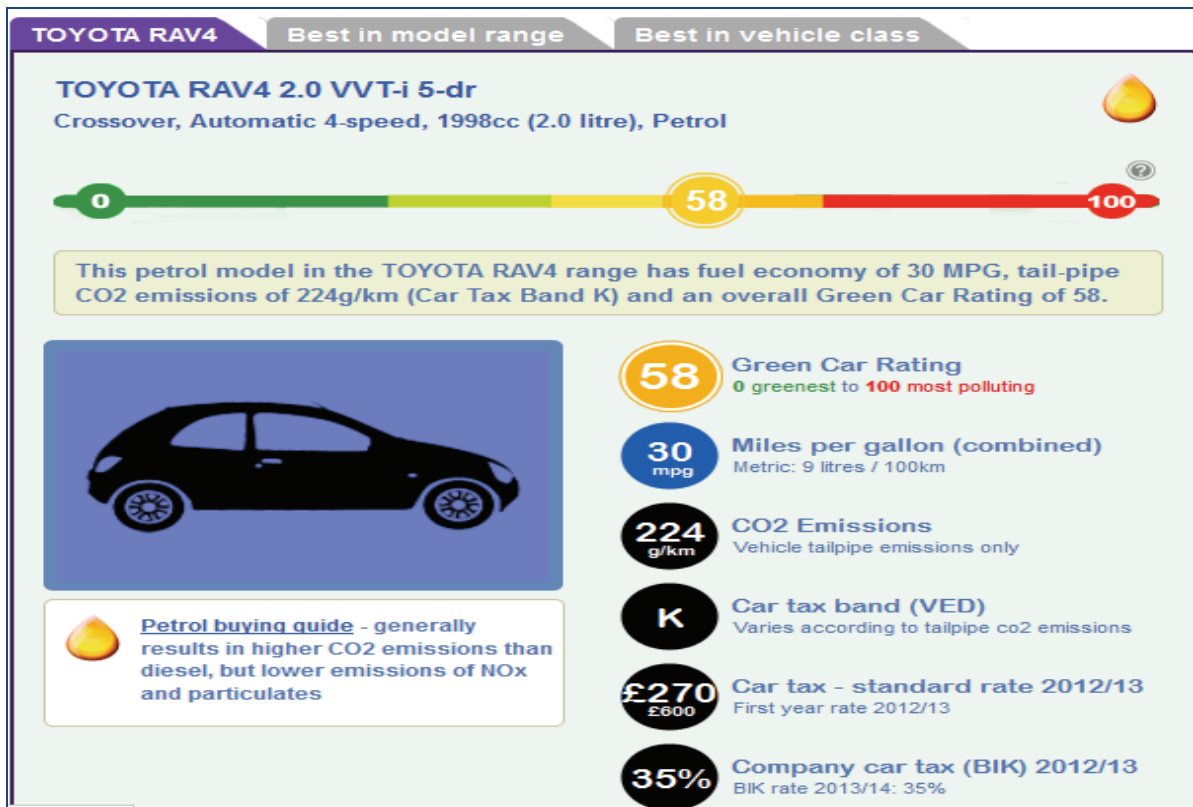 TOYOTA RAV4 Best in model range Best in vehicle class
TOYOTA RAV4 2.0 VVT-i 5-dr
Crossover, Automatic 4-speed, 1998cc (2.0 litre), Petrol
?
0 58 100
This petrol model in the TOYOTA RAV4 range has fuel economy of 30 MPG, tail-pipe
CO2 emissions of 224g/km (Car Tax Band K) and an overall Green Car Rating of 58.
58
Green Car Rating
0 greenest to 100 most polluting
30
mpg
Miles per gallon (combined)
Metric: 9 litres / 100km
224
g/km
CO2 Emissions
Vehicle tailpipe emissions only
K
Car tax band (VED)
Varies according to tailpipe co2 emissions
£270
£600
Car tax - standard rate 2012/13
First year rate 2012/13
35%
Company car tax (BIK) 2012/13
BIK rate 2013/14: 35%
Petrol buying guide - generally
results in higher CO2 emissions than
diesel, but lower emissions of NOx
and particulates